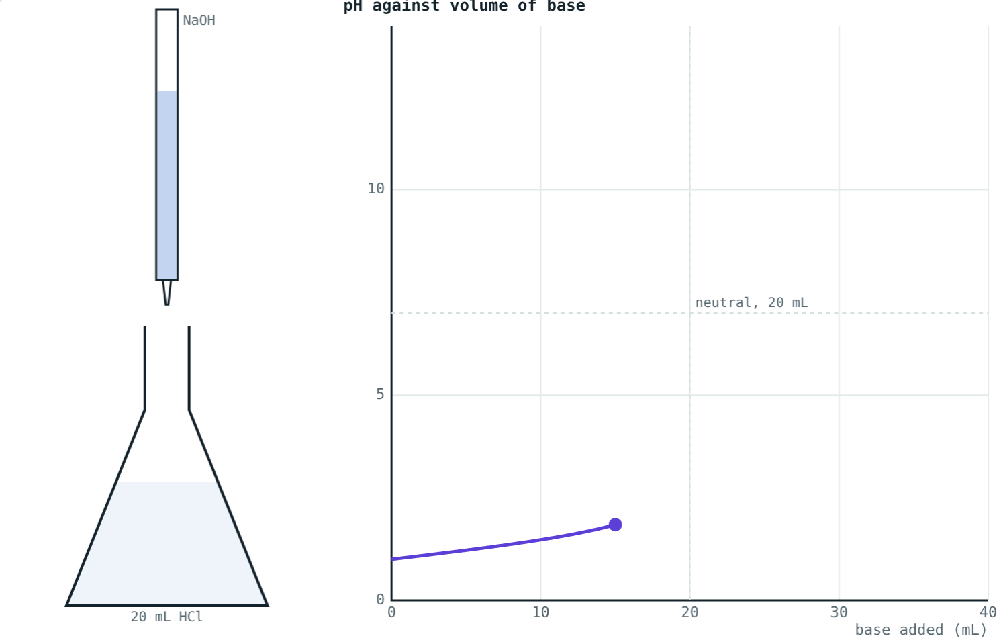 NaOH
20 mL HCl
pH against volume of base
10
neutral, 20 mL
5
0
0 10 20 30 40
base added (mL)